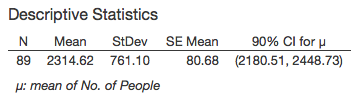 Descriptive Statistics
N Mean StDev SE Mean 90% CI for μ
89 2314.62 761.10 80.68 (2180.51, 2448.73)
μ: mean of No. of People